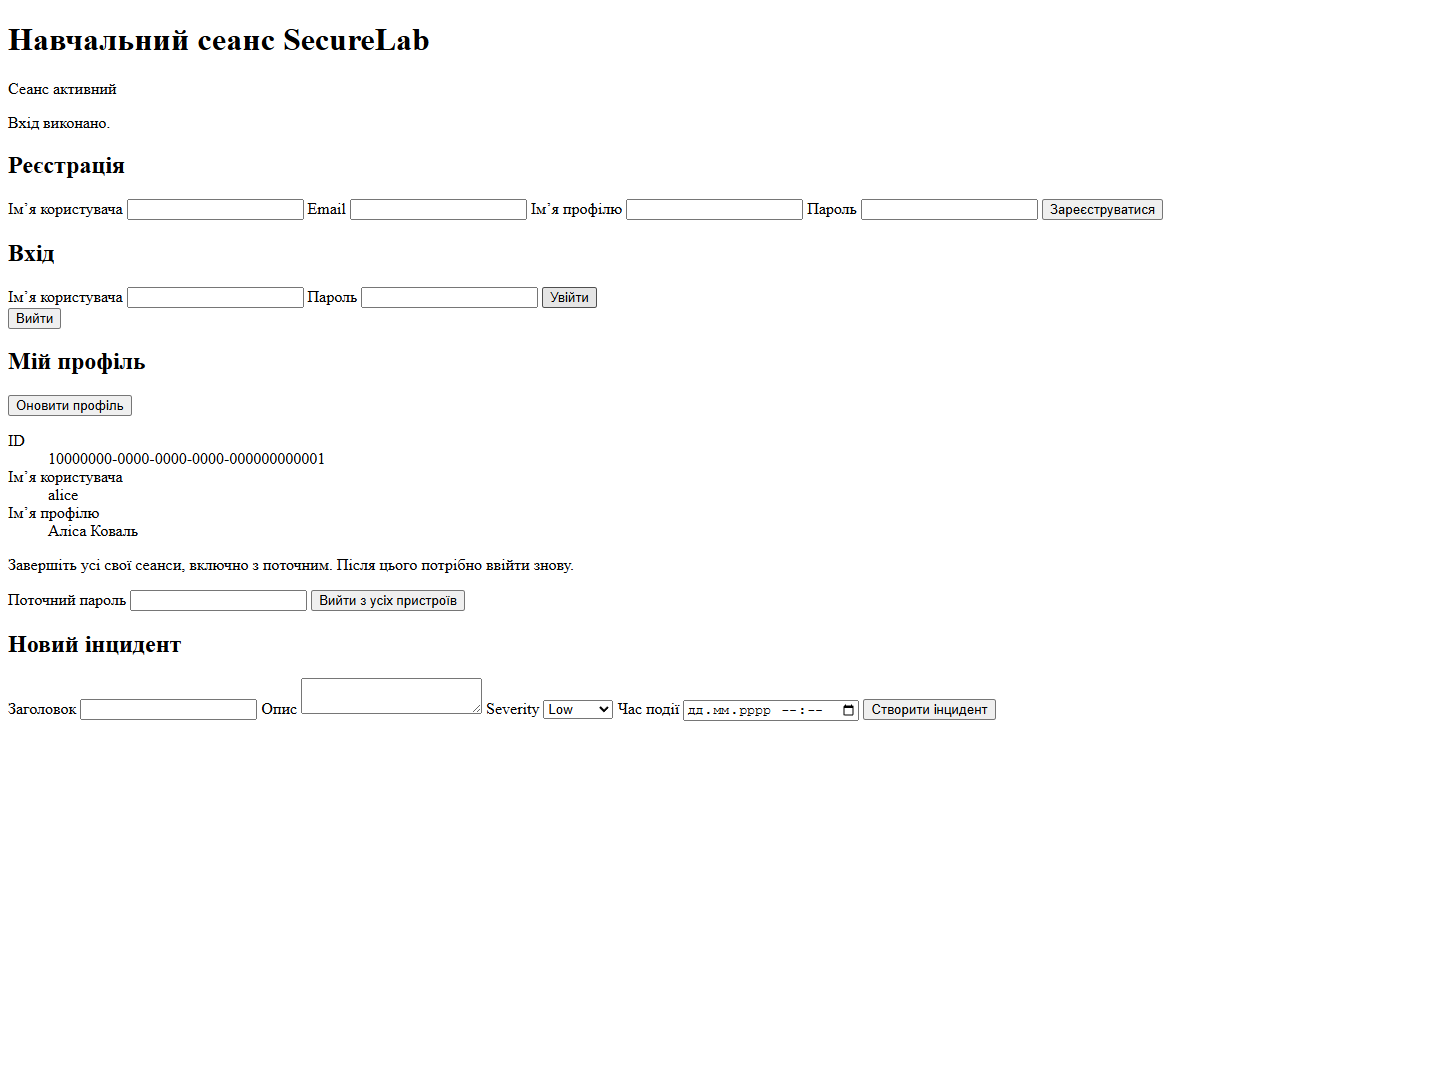 Навчальний сеанс SecureLab
Сеанс активний
Вхід виконано.
Реєстрація
Ім’я користувача Email Ім’я профілю Пароль Зареєструватися
Вхід
Ім’я користувача Пароль Увійти
Вийти
Мій профіль
Оновити профіль
ID
10000000-0000-0000-0000-000000000001
Ім’я користувача
alice
Ім’я профілю
Аліса Коваль
Завершіть усі свої сеанси, включно з поточним. Після цього потрібно ввійти знову.
Поточний пароль Вийти з усіх пристроїв
Новий інцидент
Заголовок Опис Severity Low Час події дд.мм.рррр --:-- Створити інцидент